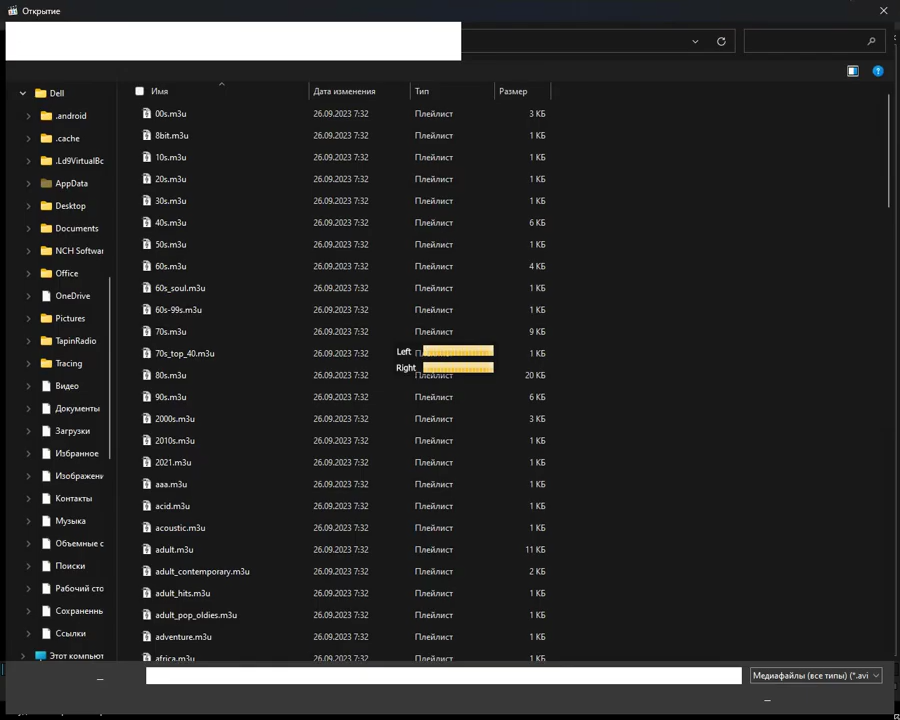 Открытие
Dell
.android
.cache
.Ld9VirtualBc
AppData
Desktop
Documents
NCH Softwar
Office
OneDrive
Pictures
TapinRadio
Tracing
Видео
Документы
Загрузки
Избранное
Изображени
Контакты
Музыка
Объемные с
Поиски
Рабочий сто
Сохраненны
Ссылки
Этот компьют
Имя Дата изменения Тип Размер
00s.m3u 26.09.2023 7:32 Плейлист 3 КБ
8bit.m3u 26.09.2023 7:32 Плейлист 1 КБ
10s.m3u 26.09.2023 7:32 Плейлист 1 КБ
20s.m3u 26.09.2023 7:32 Плейлист 1 КБ
30s.m3u 26.09.2023 7:32 Плейлист 1 КБ
40s.m3u 26.09.2023 7:32 Плейлист 6 КБ
50s.m3u 26.09.2023 7:32 Плейлист 1 КБ
60s.m3u 26.09.2023 7:32 Плейлист 4 КБ
60s_soul.m3u 26.09.2023 7:32 Плейлист 1 КБ
60s-99s.m3u 26.09.2023 7:32 Плейлист 1 КБ
70s.m3u 26.09.2023 7:32 Плейлист 9 КБ
70s_top_40.m3u 26.09.2023 7:32 1 КБ
Left
Right
80s.m3u 26.09.2023 7:32 Плейлист 20 КБ
90s.m3u 26.09.2023 7:32 Плейлист 6 КБ
2000s.m3u 26.09.2023 7:32 Плейлист 3 КБ
2010s.m3u 26.09.2023 7:32 Плейлист 1 КБ
2021.m3u 26.09.2023 7:32 Плейлист 1 КБ
aaa.m3u 26.09.2023 7:32 Плейлист 1 КБ
acid.m3u 26.09.2023 7:32 Плейлист 1 КБ
acoustic.m3u 26.09.2023 7:32 Плейлист 1 КБ
adult.m3u 26.09.2023 7:32 Плейлист 11 КБ
adult_contemporary.m3u 26.09.2023 7:32 Плейлист 2 КБ
adult_hits.m3u 26.09.2023 7:32 Плейлист 1 КБ
adult_pop_oldies.m3u 26.09.2023 7:32 Плейлист 1 КБ
adventure.m3u 26.09.2023 7:32 Плейлист 1 КБ
africa.m3u 26.09.2023 7:32 Плейлист 1 КБ
Медиафайлы (все типы) (*.avi